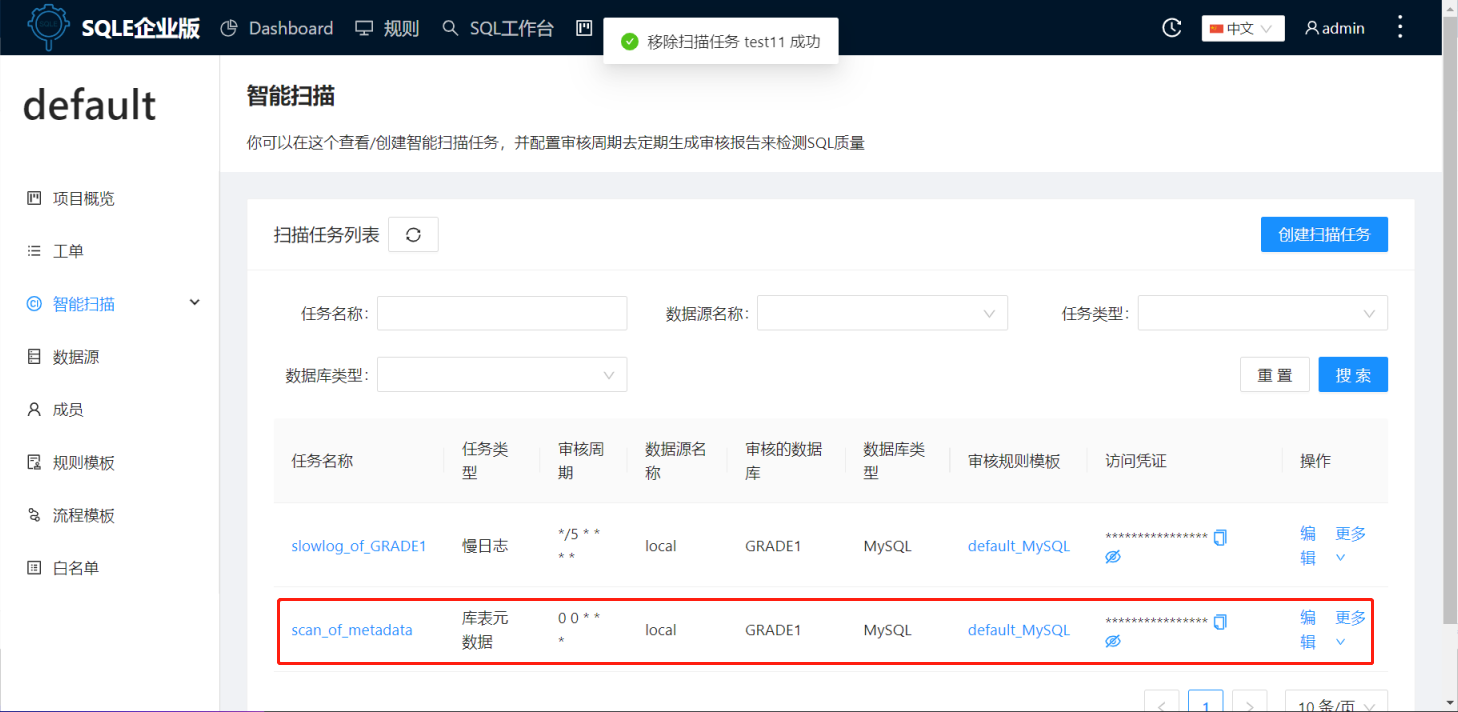 SQLE企业版 Dashboard 规则 SQL工作台 中文 admin
移除扫描任务 test11 成功
default
项目概览
工单
智能扫描
数据源
成员
规则模板
流程模板
白名单
智能扫描
你可以在这个查看/创建智能扫描任务，并配置审核周期去定期生成审核报告来检测SQL质量
扫描任务列表 创建扫描任务
任务名称: 数据源名称: 任务类型:
数据库类型: 重 置 搜 索
任务名称 任务类型 审核周期 数据源名称 审核的数据库 数据库类型 审核规则模板 访问凭证 操作
slowlog_of_GRADE1 慢日志 */5 * * * * local GRADE1 MySQL default_MySQL **************** 编辑 更多
scan_of_metadata 库表元数据 0 0 * * * local GRADE1 MySQL default_MySQL **************** 编辑 更多
1 10 条/页